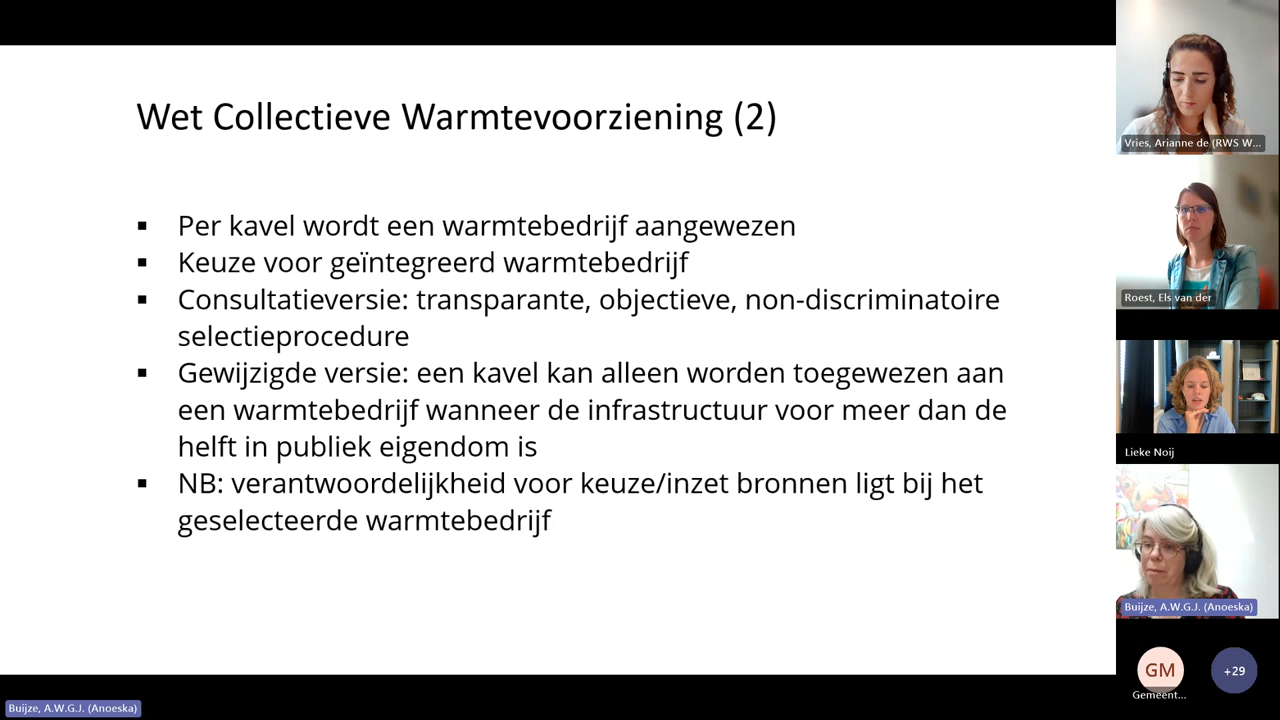 Wet Collectieve Warmtevoorziening (2)
Per kavel wordt een warmtebedrijf aangewezen
Keuze voor geïntegreerd warmtebedrijf
Consultatieversie: transparante, objectieve, non-discriminatoire
selectieprocedure
Gewijzigde versie: een kavel kan alleen worden toegewezen aan
een warmtebedrijf wanneer de infrastructuur voor meer dan de
helft in publiek eigendom is
NB: verantwoordelijkheid voor keuze/inzet bronnen ligt bij het
geselecteerde warmtebedrijf
Vries, Arianne de (RWS W...
Roest, Els van der
Lieke Noij
Buijze, A.W.G.J. (Anoeska)
GM
+29
Gemeent...
Buijze, A.W.G.J. (Anoeska)